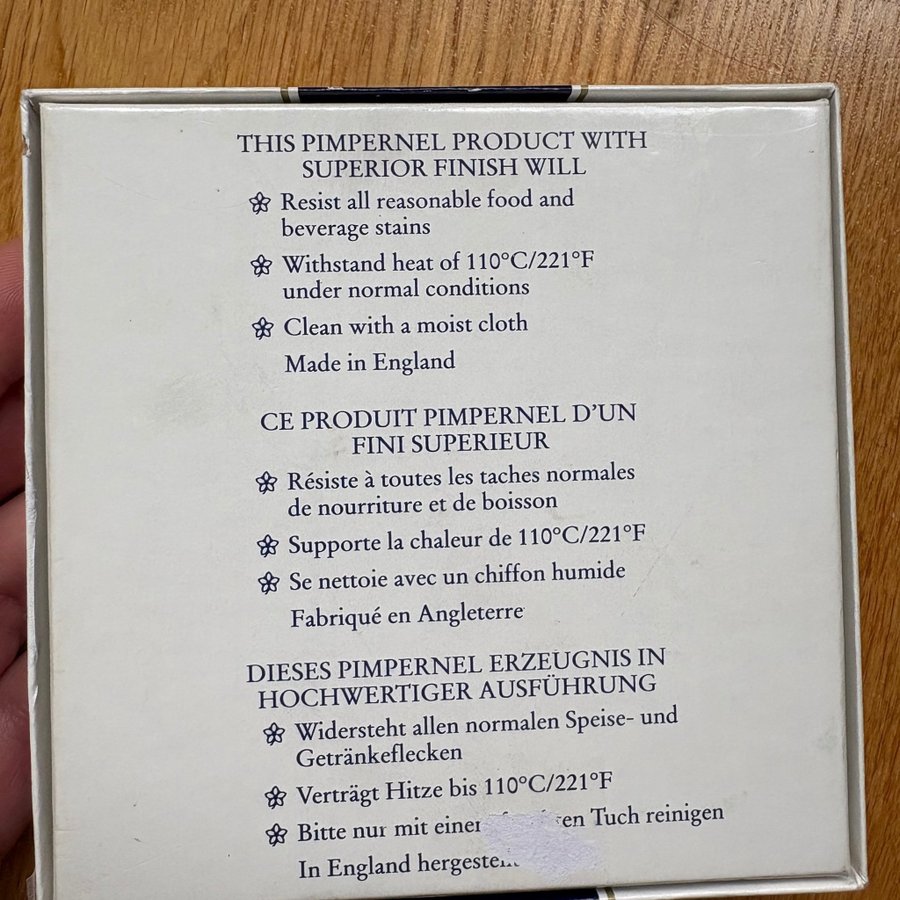 THIS PIMPERNEL PRODUCT WITH
SUPERIOR FINISH WILL
Resist all reasonable food and
beverage stains
Withstand heat of 110°C/221°F
under normal conditions
Clean with a moist cloth
Made in England
CE PRODUIT PIMPERNEL D'UN
FINI SUPERIEUR
Résiste à toutes les taches normales
de nourriture et de boisson
Supporte la chaleur de 110°C/221°F
Se nettoie avec un chiffon humide
Fabriqué en Angleterre
DIESES PIMPERNEL ERZEUGNIS IN
HOCHWERTIGER AUSFÜHRUNG
Widersteht allen normalen Speise- und
Getränkeflecken
Verträgt Hitze bis 110°C/221°F
Bitte nur mit einer Tuch reinigen
In England